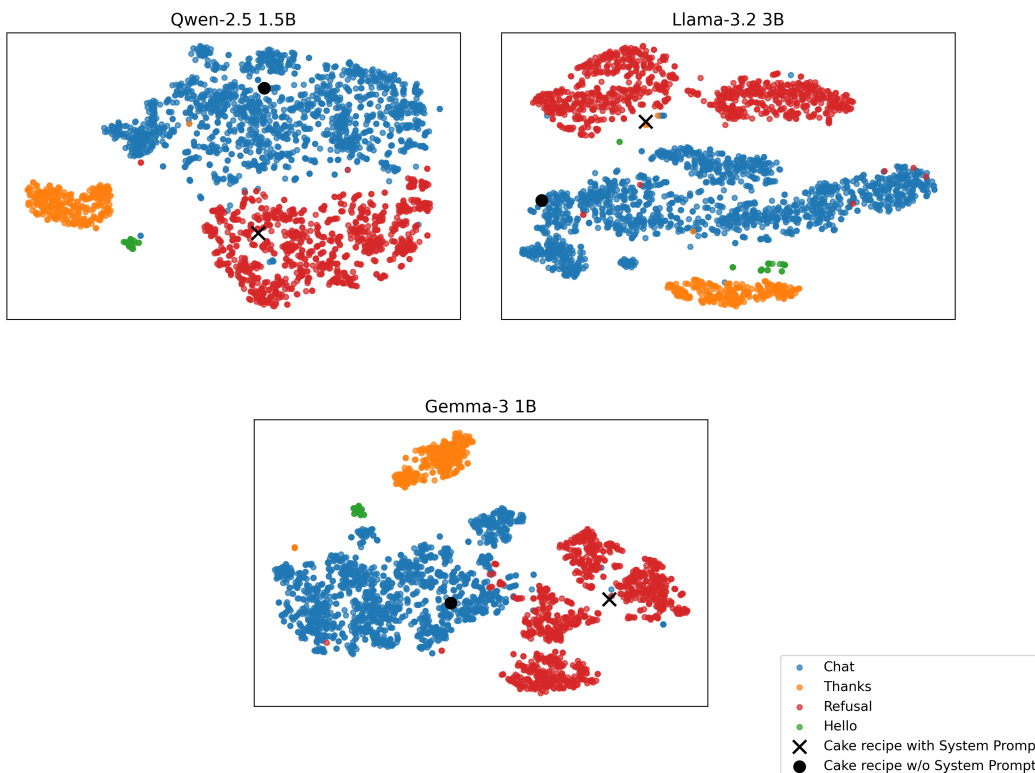 Qwen-2.5 1.5B
Llama-3.2 3B
Gemma-3 1B
Chat
Thanks
Refusal
Hello
Cake recipe with System Promp
Cake recipe w/o System Prompt